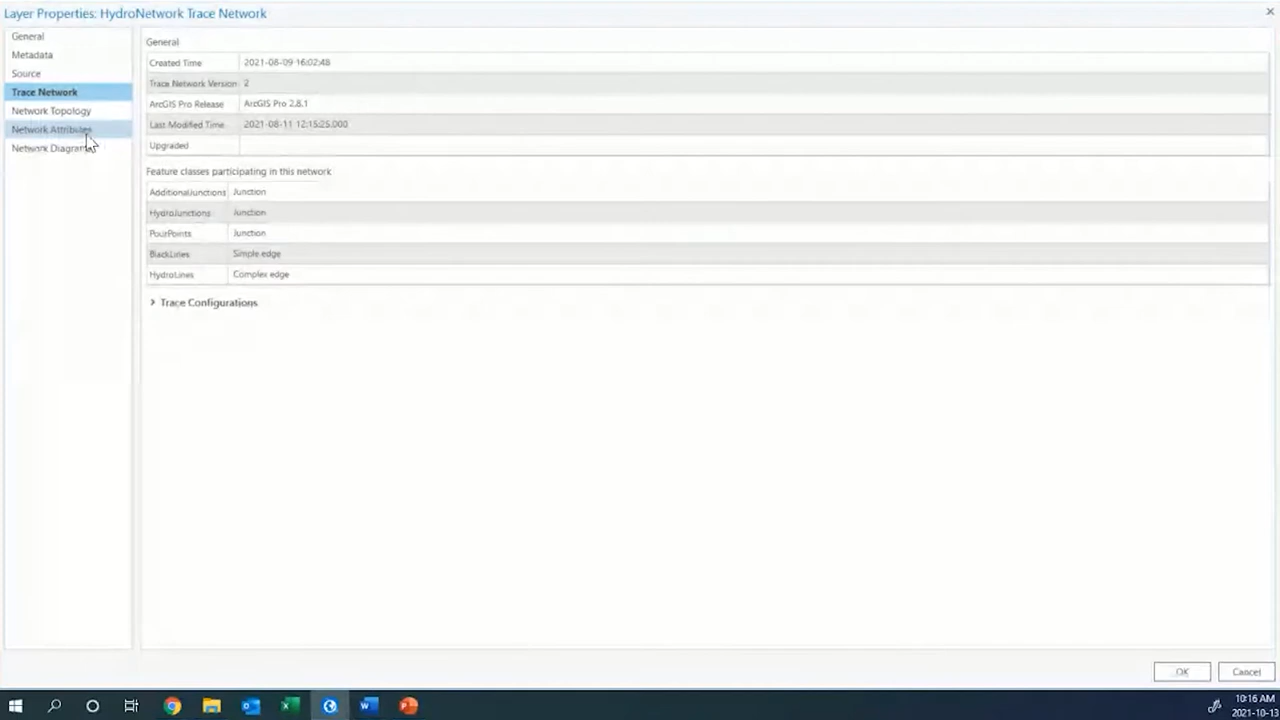 Layer Properties: HydroNetwork Trace Network
General
Metadata
Source
Trace Network
Network Topology
Network Attributes
Network Diagram
General
Created Time 2021-08-09 16:02:48
Trace Network Version 2
ArcGIS Pro Release ArcGIS Pro 2.8.1
Last Modified Time 2021-08-11 12:15:25.000
Upgraded
Feature classes participating in this network
AdditionalJunctions Junction
HydroJunctions Junction
PourPoints Junction
BlackLines Simple edge
HydroLines Complex edge
Trace Configurations
OK Cancel
10:16 AM
2021-10-13